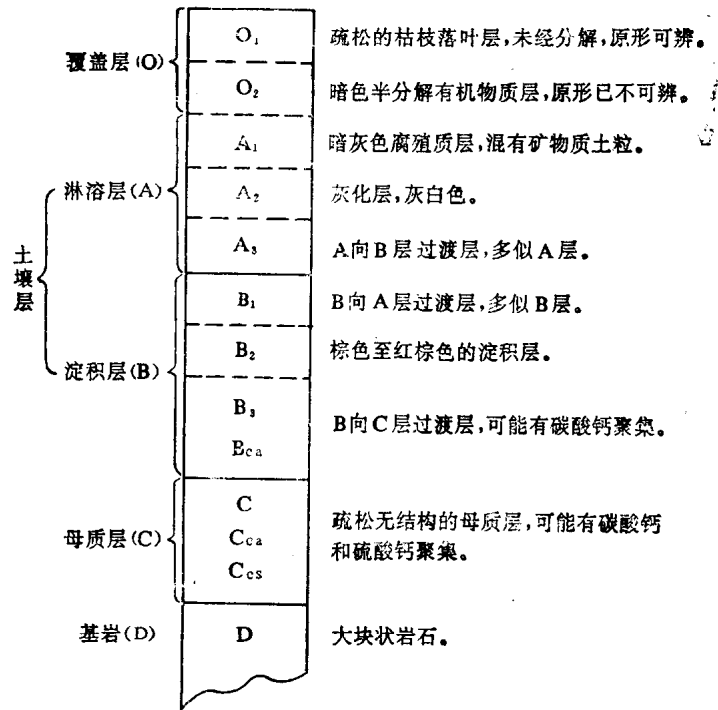 覆盖层(O)
O₁ 疏松的枯枝落叶层,未经分解,原形可辨。
O₂ 暗色半分解有机物质层,原形已不可辨。
土壤层
淋溶层(A)
A₁ 暗灰色腐殖质层,混有矿物质土粒。
A₂ 灰化层,灰白色。
A₃ A向B层过渡层,多似A层。
淀积层(B)
B₁ B向A层过渡层,多似B层。
B₂ 棕色至红棕色的淀积层。
B₃
Bca
B向C层过渡层,可能有碳酸钙聚集。
母质层(C)
C
Cca
Ccs
疏松无结构的母质层,可能有碳酸钙
和硫酸钙聚集。
基岩(D)
D 大块状岩石。